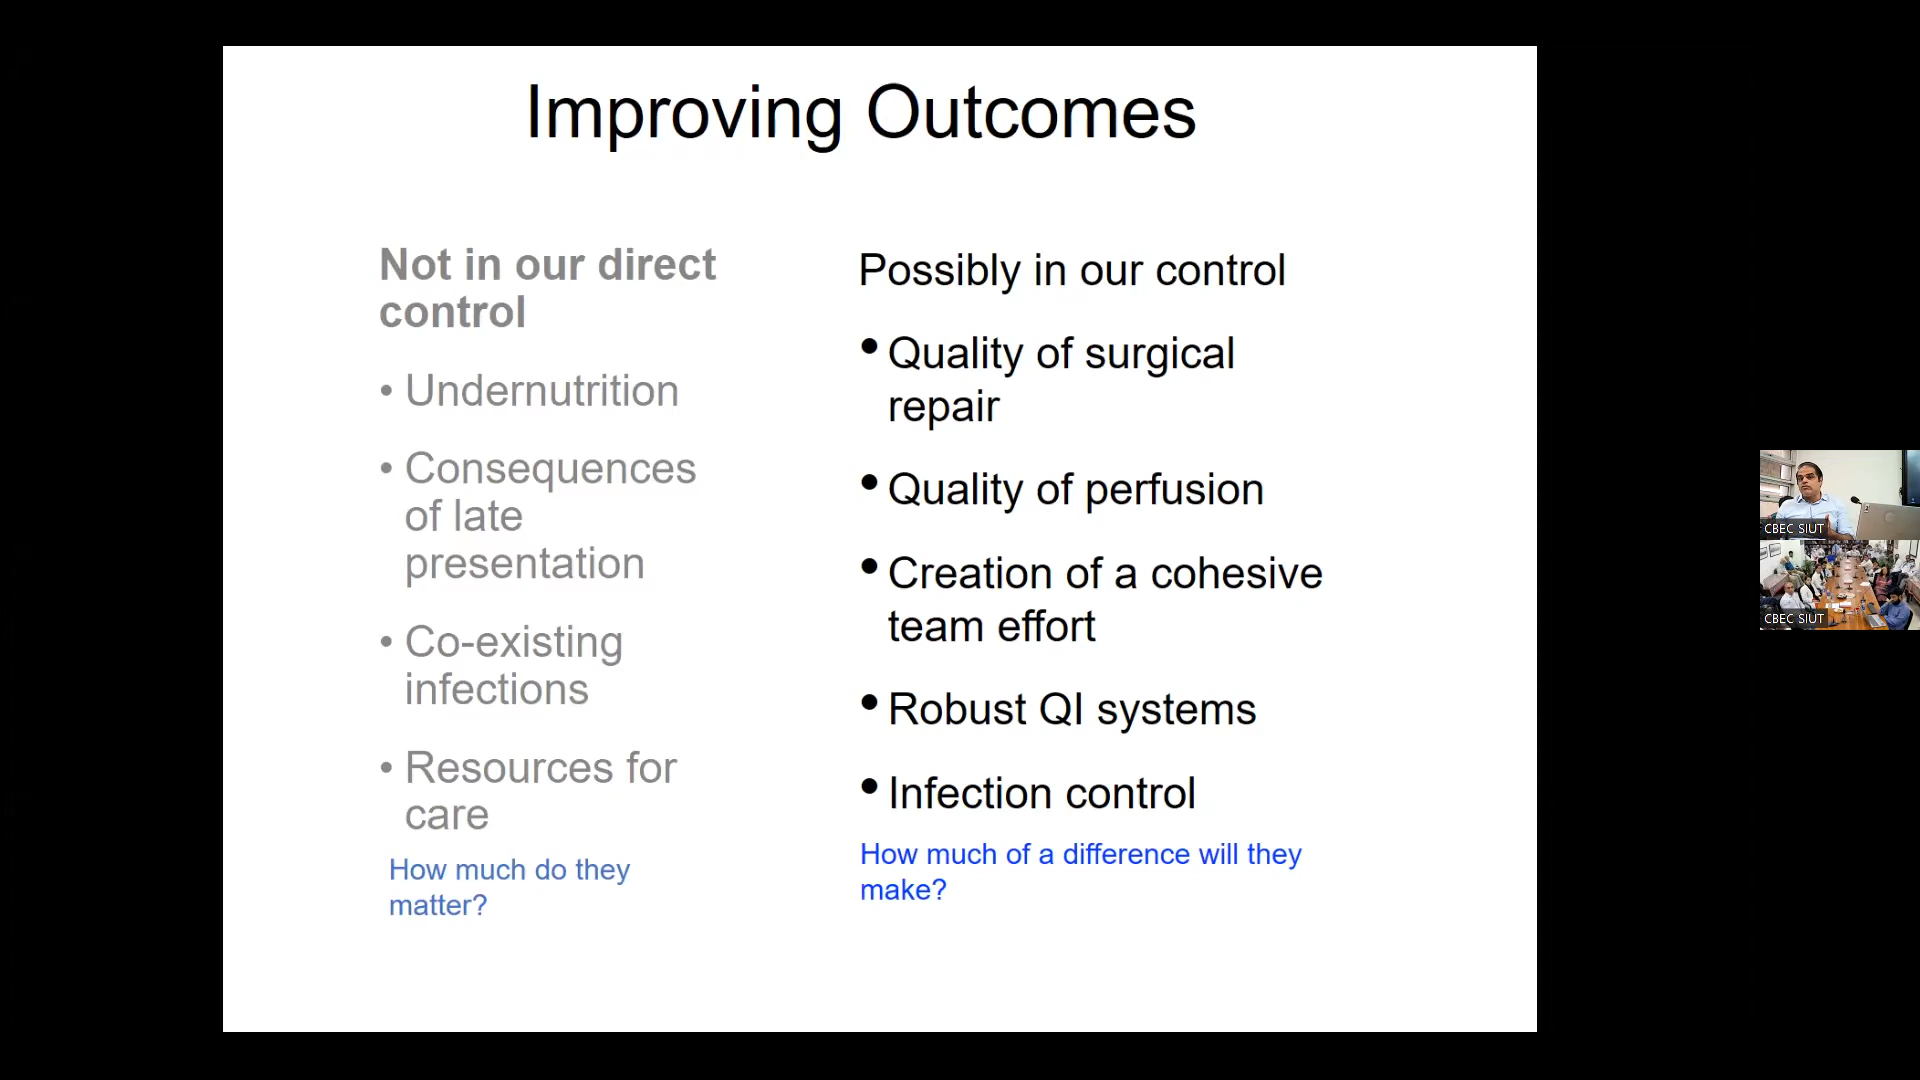 Improving Outcomes
Not in our direct
control
• Undernutrition
• Consequences
of late
presentation
• Co-existing
infections
• Resources for
care
How much do they
matter?
Possibly in our control
• Quality of surgical
repair
• Quality of perfusion
• Creation of a cohesive
team effort
• Robust QI systems
• Infection control
How much of a difference will they
make?
CBEC SIUT
CBEC SIUT